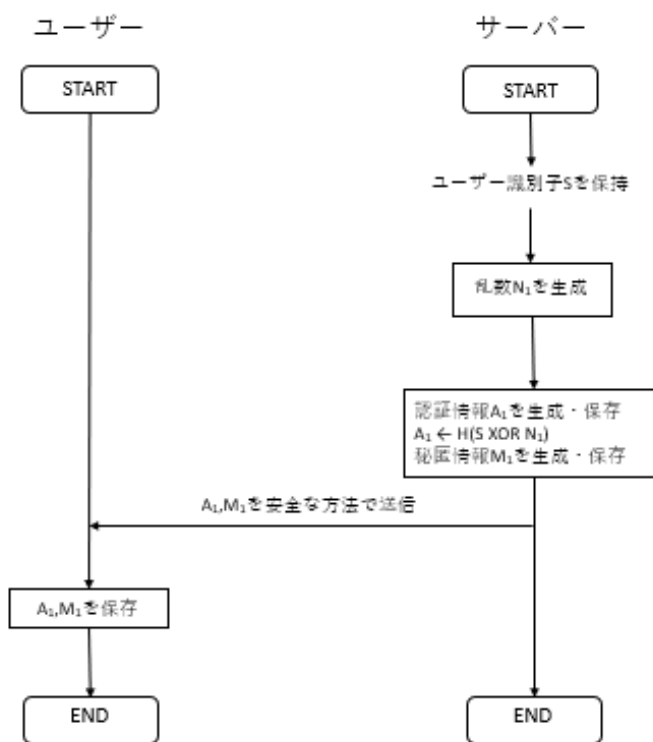 ユーザー
サーバー
START
START
ユーザー識別子Sを保持
乱数N₁を生成
認証情報A₁を生成・保存
A₁ ← H(S XOR N₁)
秘匿情報M₁を生成・保存
A₁,M₁を安全な方法で送信
A₁,M₁を保存
END
END